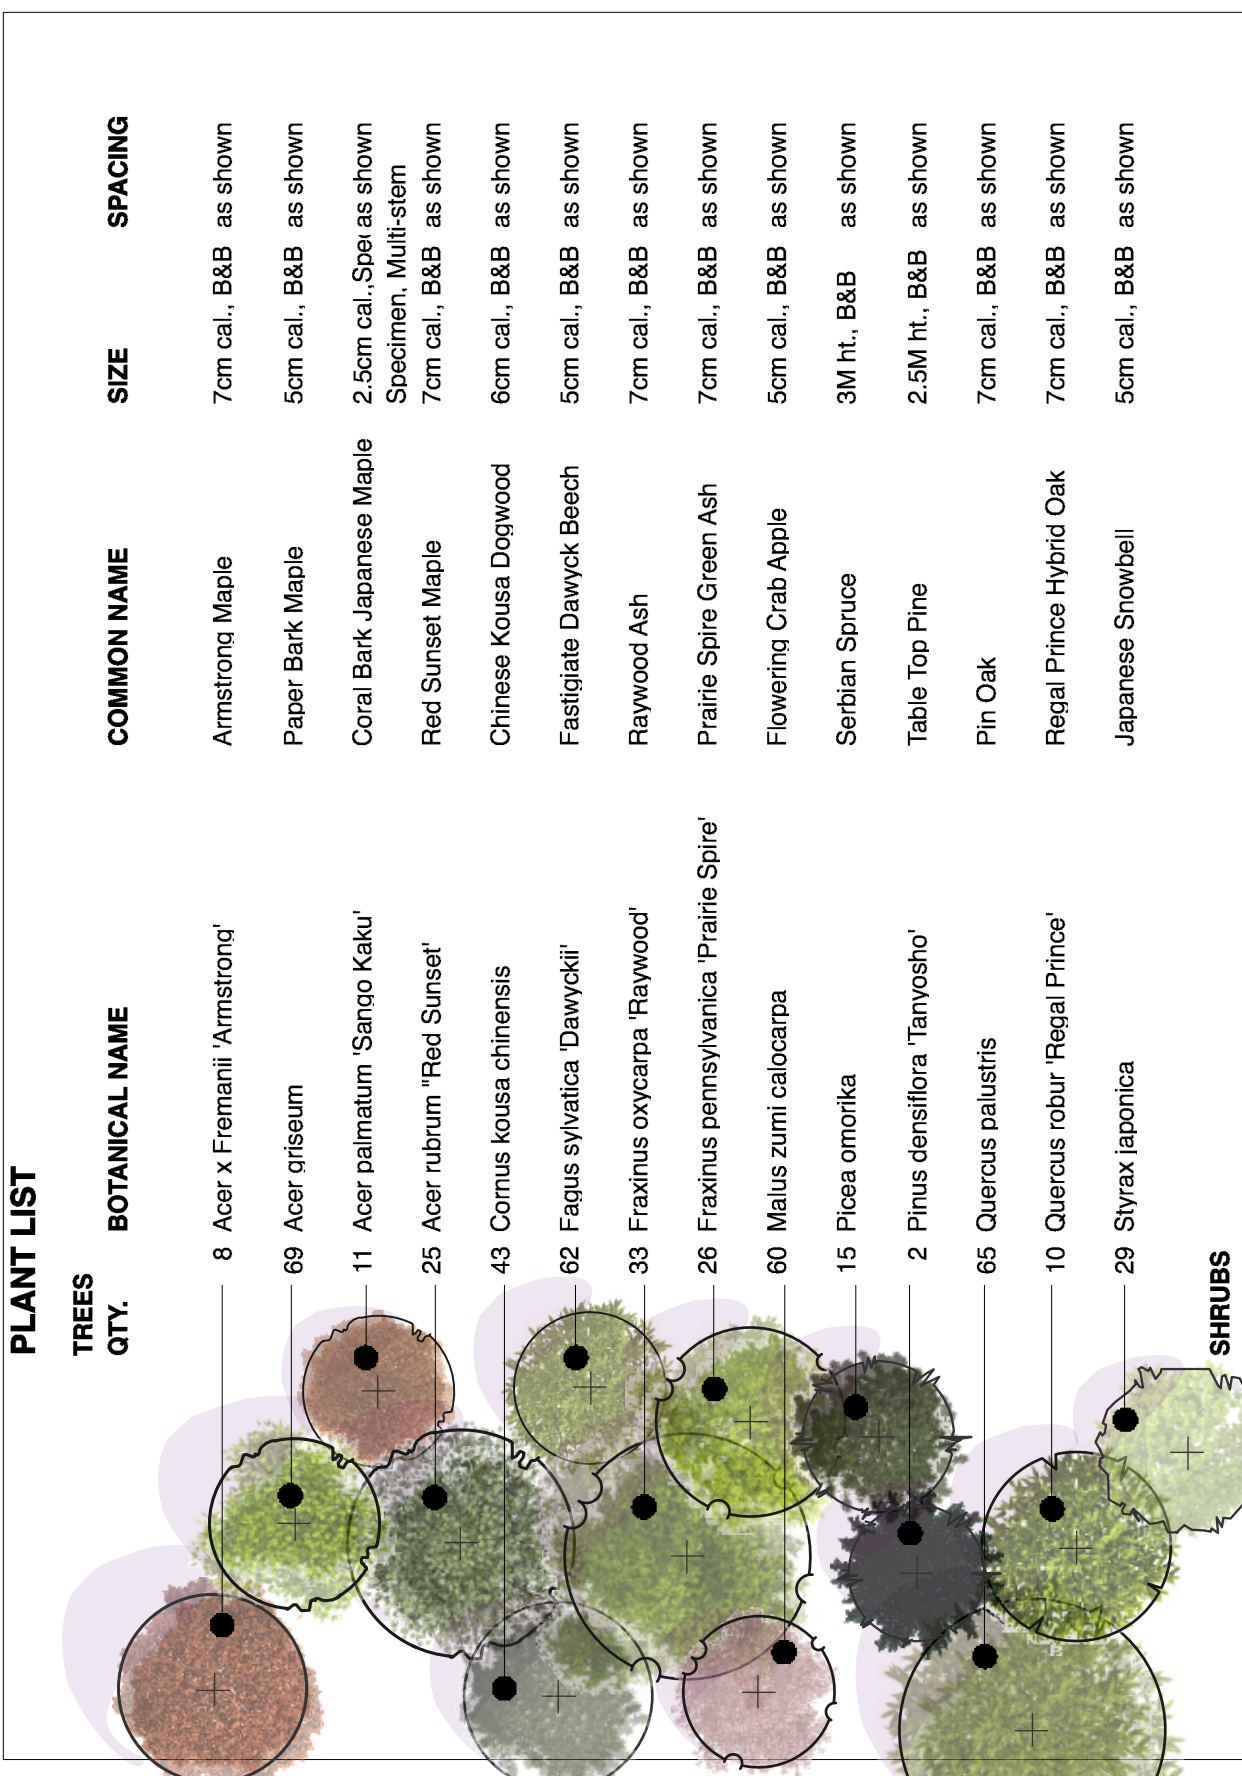 PLANT LIST
TREES
QTY. BOTANICAL NAME COMMON NAME SIZE SPACING
8 Acer x Fremanii 'Armstrong' Armstrong Maple 7cm cal., B&B as shown
69 Acer griseum Paper Bark Maple 5cm cal., B&B as shown
11 Acer palmatum 'Sango Kaku' Coral Bark Japanese Maple 2.5cm cal.,Spec as shown
Specimen, Multi-stem
25 Acer rubrum "Red Sunset' Red Sunset Maple 7cm cal., B&B as shown
43 Cornus kousa chinensis Chinese Kousa Dogwood 6cm cal., B&B as shown
62 Fagus sylvatica 'Dawyckii' Fastigiate Dawyck Beech 5cm cal., B&B as shown
33 Fraxinus oxycarpa 'Raywood' Raywood Ash 7cm cal., B&B as shown
26 Fraxinus pennsylvanica 'Prairie Spire' Prairie Spire Green Ash 7cm cal., B&B as shown
60 Malus zumi calocarpa Flowering Crab Apple 5cm cal., B&B as shown
15 Picea omorika Serbian Spruce 3M ht., B&B as shown
2 Pinus densiflora 'Tanyosho' Table Top Pine 2.5M ht., B&B as shown
65 Quercus palustris Pin Oak 7cm cal., B&B as shown
10 Quercus robur 'Regal Prince' Regal Prince Hybrid Oak 7cm cal., B&B as shown
29 Styrax japonica Japanese Snowbell 5cm cal., B&B as shown
SHRUBS